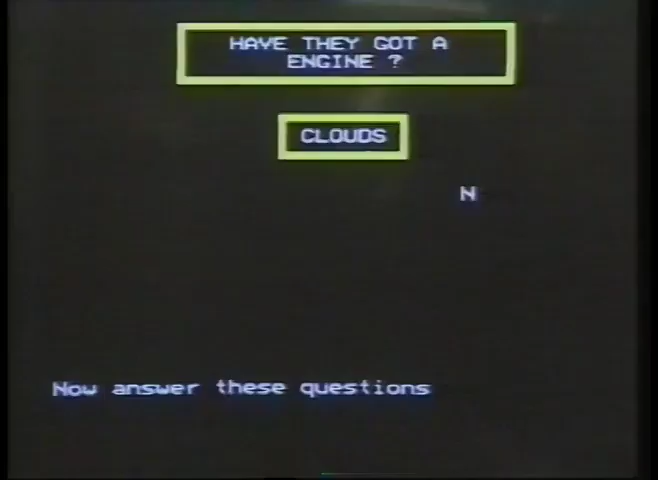 HAVE THEY GOT A
ENGINE ?
CLOUDS
N
Now answer these questions